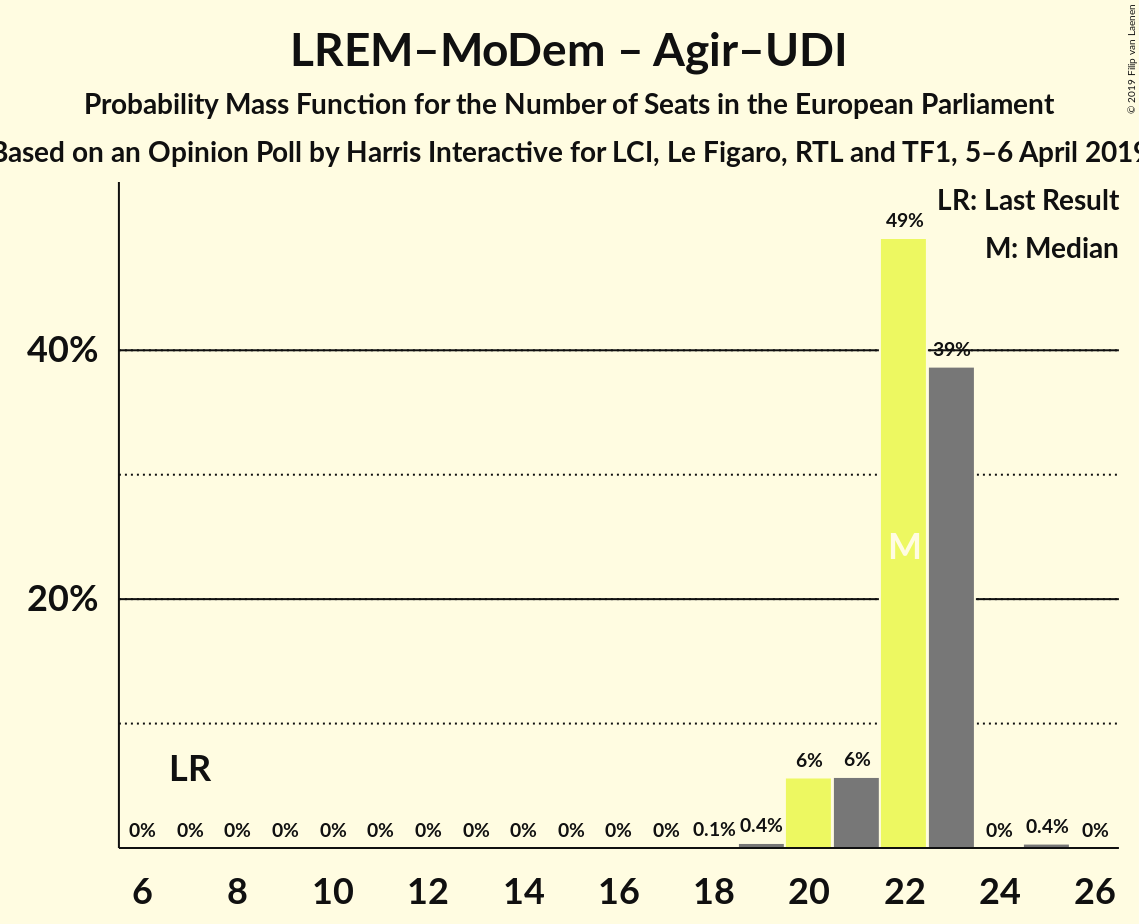 LREM–MoDem – Agir–UDI
Probability Mass Function for the Number of Seats in the European Parliament
Based on an Opinion Poll by Harris Interactive for LCI, Le Figaro, RTL and TF1, 5–6 April 2019
© 2019 Filip van Laenen
LR: Last Result
M: Median
49%
40%
39%
M
20%
LR
6% 6%
0% 0% 0% 0% 0% 0% 0% 0% 0% 0% 0% 0% 0.1% 0.4% 0% 0.4% 0%
6 8 10 12 14 16 18 20 22 24 26